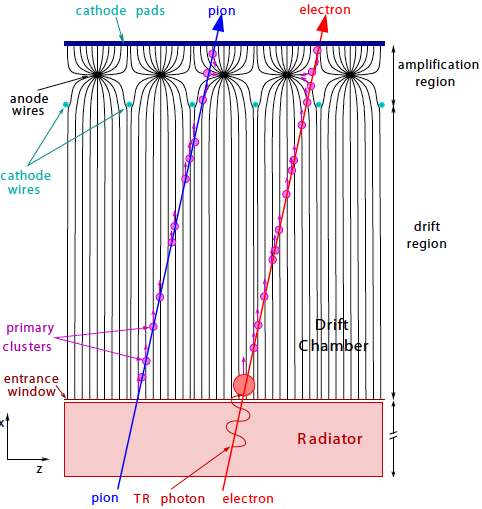 cathode pads
pion
electron
amplification
region
anode
wires
cathode
wires
drift
region
primary
clusters
Drift
Chamber
entrance
window
x
z
Radiator
pion
TR photon
electron